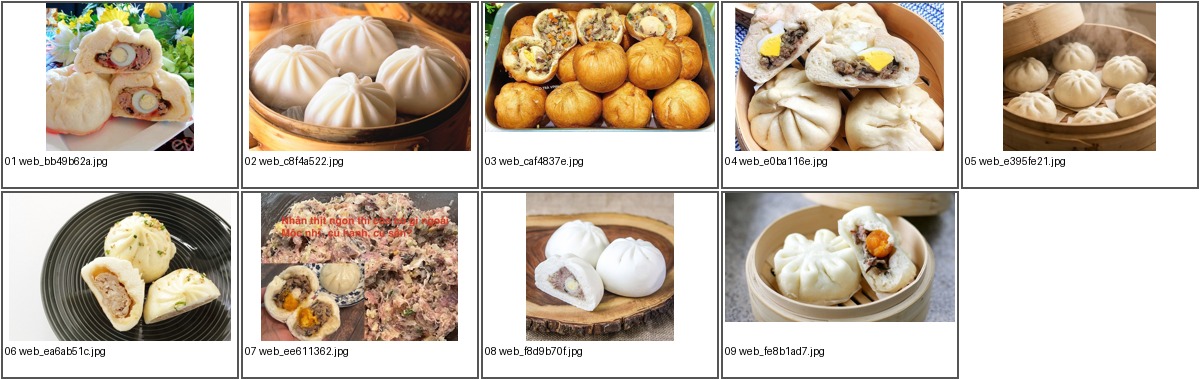 01 web_bb49b62a.jpg
02 web_c8f4a522.jpg
03 web_caf4837e.jpg
04 web_e0ba116e.jpg
05 web_e395fe21.jpg
Nhân thịt ngon thì
Mộc nhĩ, củ hành, củ sắn
06 web_ea6ab51c.jpg
07 web_ee611362.jpg
08 web_f8d9b70f.jpg
09 web_fe8b1ad7.jpg